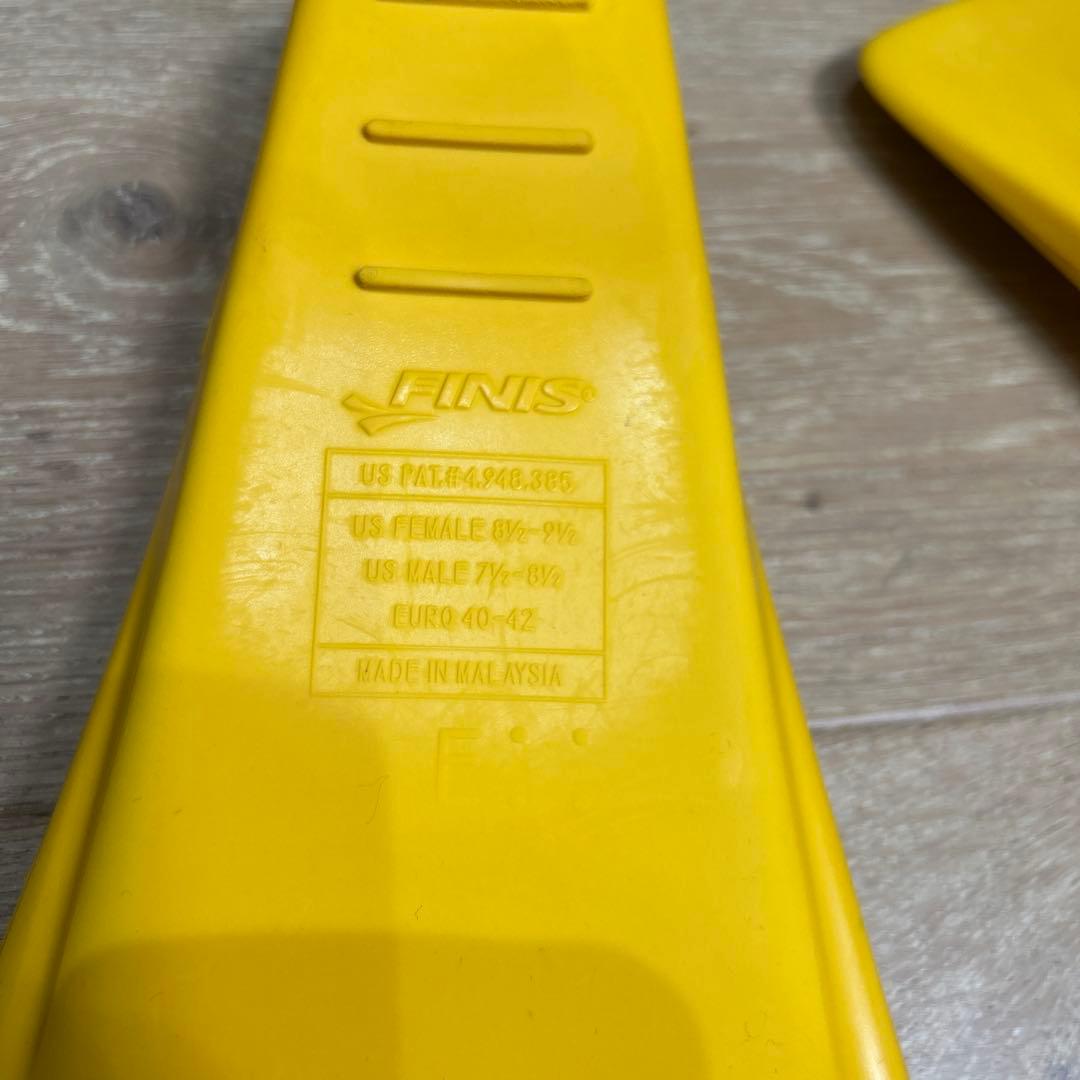 FINIS®
US PAT.#4,948,385
US FEMALE 8½-9½
US MALE 7½-8½
EURO 40-42
MADE IN MALAYSIA
E